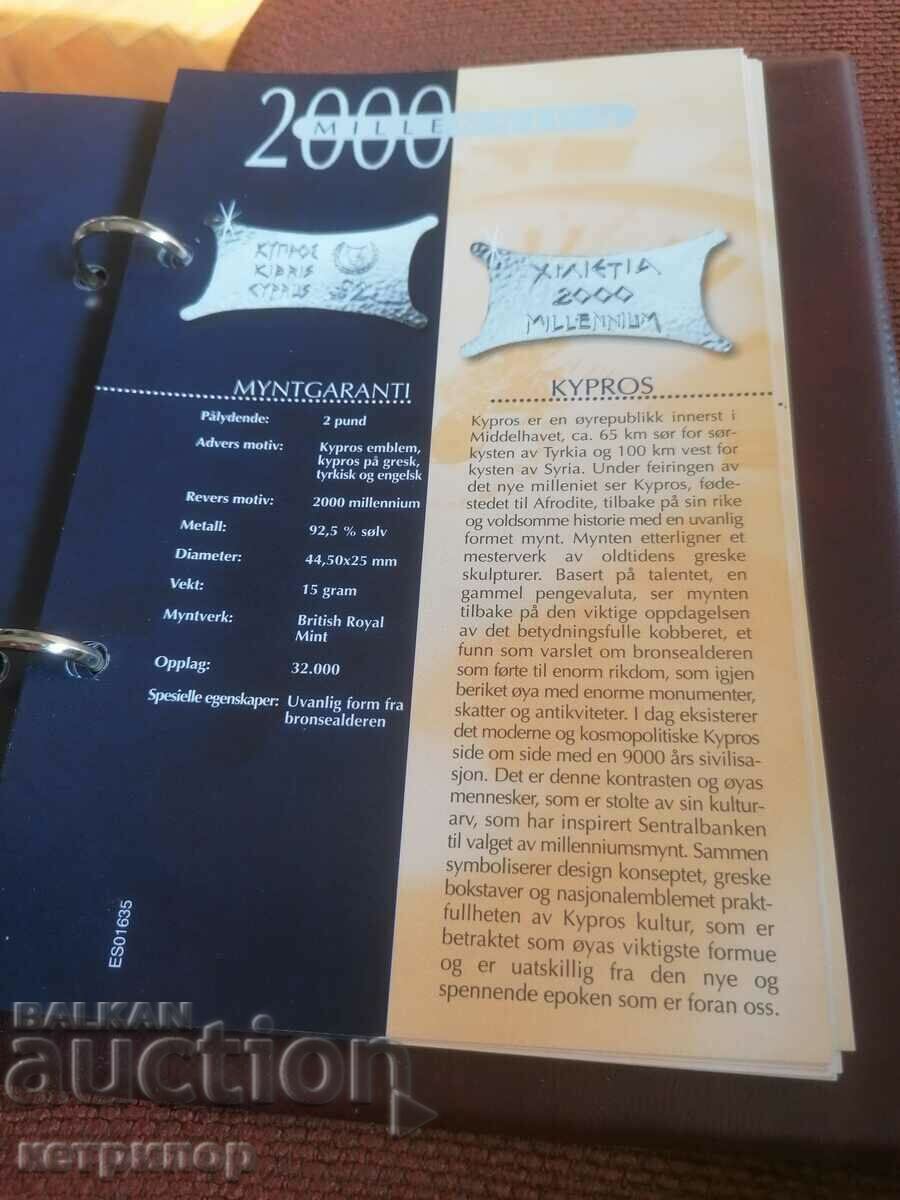 2000
MILLE
ΚΥΠΡΟΣ
KIBRIS
CYPRUS £2
ΧΙΛΙΕΤΙΑ
2000
MILLENNIUM
MYNTGARANTI
Pålydende: 2 pund
Advers motiv: Kypros emblem,
kypros på gresk,
tyrkisk og engelsk
Revers motiv: 2000 millennium
Metall: 92,5 % sølv
Diameter: 44,50x25 mm
Vekt: 15 gram
Myntverk: British Royal
Mint
Opplag: 32.000
Spesielle egenskaper: Uvanlig form fra
bronsealderen
ES01635
KYPROS
Kypros er en øyrepublikk innerst i
Middelhavet, ca. 65 km sør for sør-
kysten av Tyrkia og 100 km vest for
kysten av Syria. Under feiringen av
det nye milleniet ser Kypros, føde-
stedet til Afrodite, tilbake på sin rike
og voldsomme historie med en uvanlig
formet mynt. Mynten etterligner et
mesterverk av oldtidens greske
skulpturer. Basert på talentet, en
gammel pengevaluta, ser mynten
tilbake på den viktige oppdagelsen
av det betydningsfulle kobberet, et
funn som varslet om bronsealderen
som førte til enorm rikdom, som igjen
beriket øya med enorme monumenter,
skatter og antikviteter. I dag eksisterer
det moderne og kosmopolitiske Kypros
side om side med en 9000 års sivilisa-
sjon. Det er denne kontrasten og øyas
mennesker, som er stolte av sin kultur-
arv, som har inspirert Sentralbanken
til valget av millenniumsmynt. Sammen
symboliserer design konseptet, greske
bokstaver og nasjonalemblemet prakt-
fullheten av Kypros kultur, som er
betraktet som øyas viktigste formue
og er uatskillig fra den nye og
spennende epoken som er foran oss.
BALKAN
auction
кетрипор